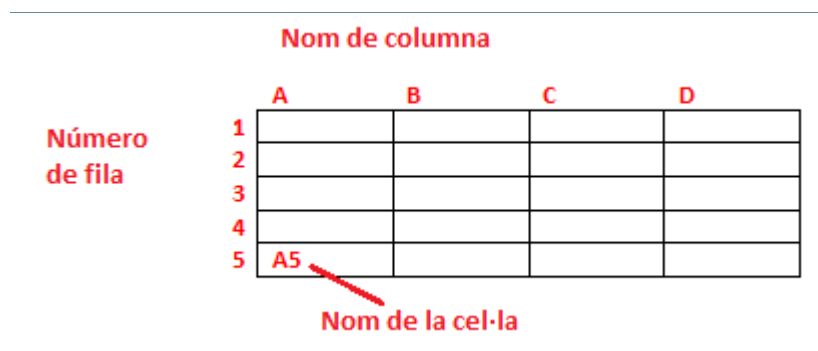 Nom de columna
A B C D
Número
de fila
1
2
3
4
5 A5
Nom de la cel·la